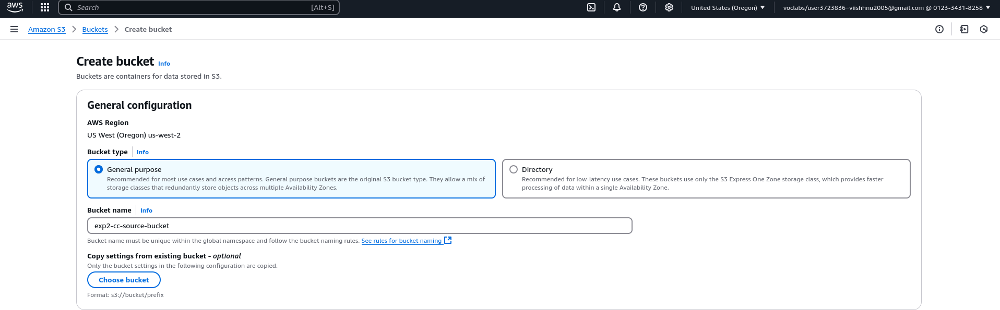 aws
Search [Alt+S] United States (Oregon) voclabs/user3723836=viishhnu2005@gmail.com @ 0123-3431-8258
Amazon S3 Buckets Create bucket
Create bucket Info
Buckets are containers for data stored in S3.
General configuration
AWS Region
US West (Oregon) us-west-2
Bucket type Info
General purpose
Recommended for most use cases and access patterns. General purpose buckets are the original S3 bucket type. They allow a mix of
storage classes that redundantly store objects across multiple Availability Zones.
Directory
Recommended for low-latency use cases. These buckets use only the S3 Express One Zone storage class, which provides faster
processing of data within a single Availability Zone.
Bucket name Info
exp2-cc-source-bucket
Bucket name must be unique within the global namespace and follow the bucket naming rules. See rules for bucket naming
Copy settings from existing bucket - optional
Only the bucket settings in the following configuration are copied.
Choose bucket
Format: s3://bucket/prefix